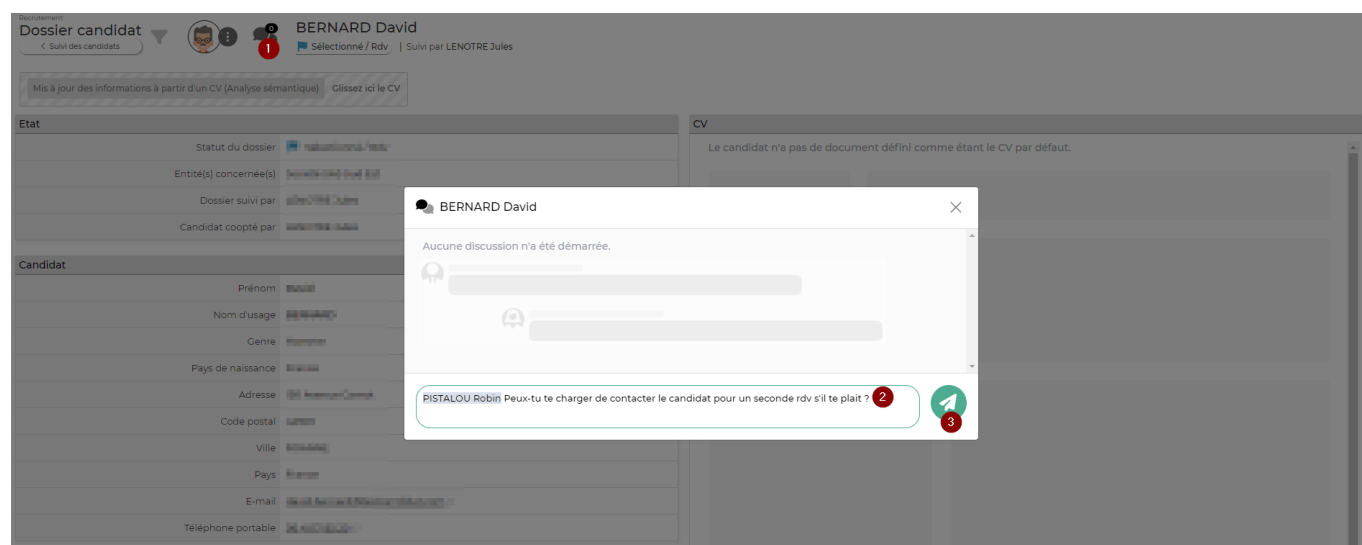 Recrutement
Dossier candidat
< Suivi des candidats
0
1
BERNARD David
Sélectionné / Rdv | Suivi par LENOTRE Jules
Mis à jour des informations à partir d'un CV (Analyse sémantique) Glissez ici le CV
Etat
Statut du dossier
Entité(s) concernée(s)
Dossier suivi par
Candidat coopté par
Candidat
Prénom
Nom d'usage
Genre
Pays de naissance
Adresse
Code postal
Ville
Pays
E-mail
Téléphone portable
CV
Le candidat n'a pas de document défini comme étant le CV par défaut.
BERNARD David
Aucune discussion n'a été démarrée.
PISTALOU Robin Peux-tu te charger de contacter le candidat pour un seconde rdv s'il te plait ? 2
3